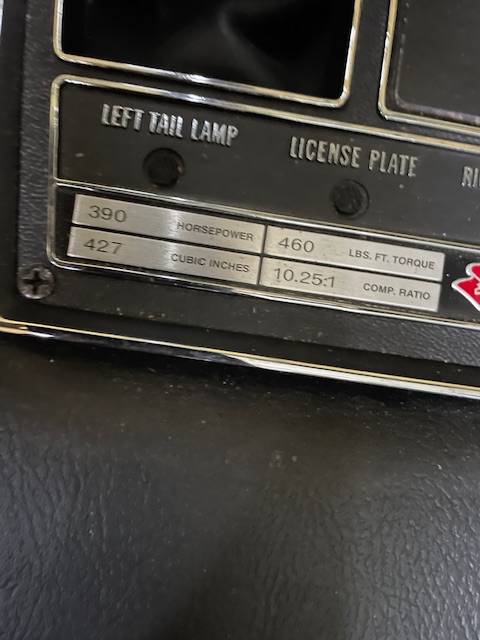 LEFT TAIL LAMP
LICENSE PLATE
RI
390 HORSEPOWER
460 LBS. FT. TORQUE
427 CUBIC INCHES
10.25:1 COMP. RATIO